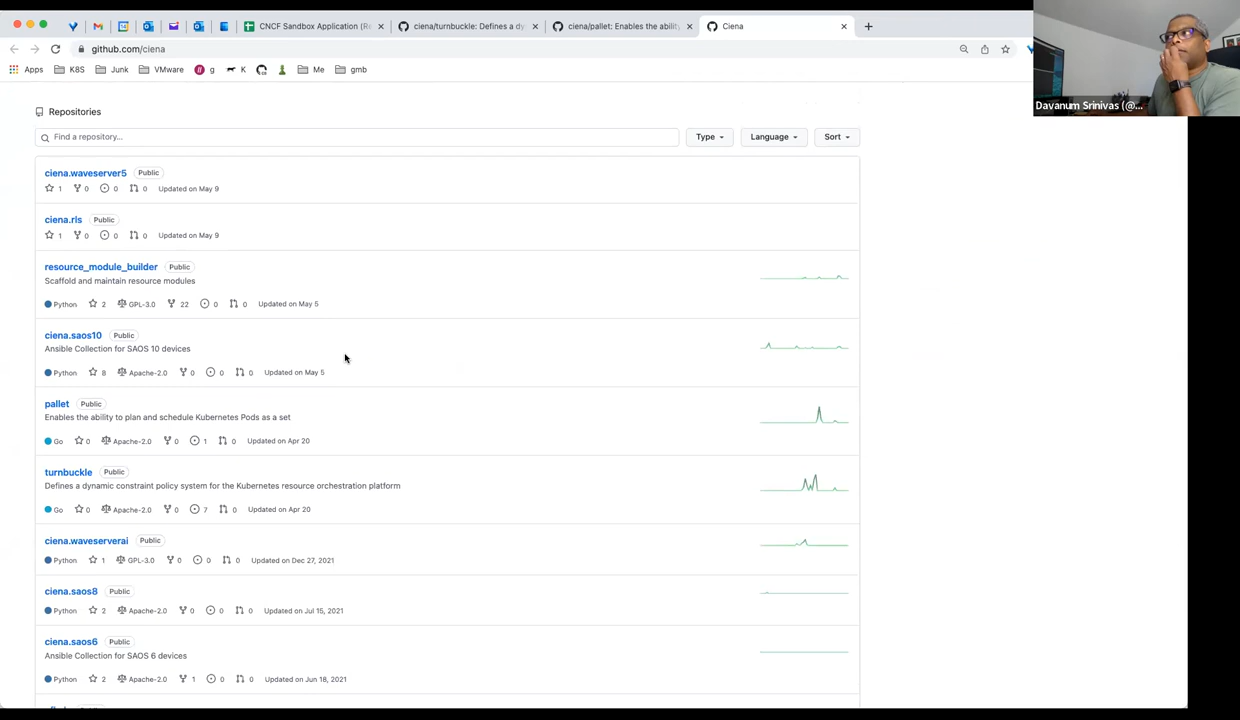 CNCF Sandbox Application (Re
ciena/turnbuckle: Defines a dy
ciena/pallet: Enables the ability
Ciena
github.com/ciena
Apps
K8S
Junk
VMware
g
K
Me
gmb
Davanum Srinivas (@...
Repositories
Find a repository...
Type
Language
Sort
ciena.waveserver5 Public
1 0 0 0 Updated on May 9
ciena.rls Public
1 0 0 0 Updated on May 9
resource_module_builder Public
Scaffold and maintain resource modules
Python 2 GPL-3.0 22 0 0 Updated on May 5
ciena.saos10 Public
Ansible Collection for SAOS 10 devices
Python 8 Apache-2.0 0 0 0 Updated on May 5
pallet Public
Enables the ability to plan and schedule Kubernetes Pods as a set
Go 0 Apache-2.0 0 1 0 Updated on Apr 20
turnbuckle Public
Defines a dynamic constraint policy system for the Kubernetes resource orchestration platform
Go 0 Apache-2.0 0 7 0 Updated on Apr 20
ciena.waveserverai Public
Python 1 GPL-3.0 0 0 0 Updated on Dec 27, 2021
ciena.saos8 Public
Python 2 Apache-2.0 0 0 0 Updated on Jul 15, 2021
ciena.saos6 Public
Ansible Collection for SAOS 6 devices
Python 2 Apache-2.0 1 0 0 Updated on Jun 18, 2021